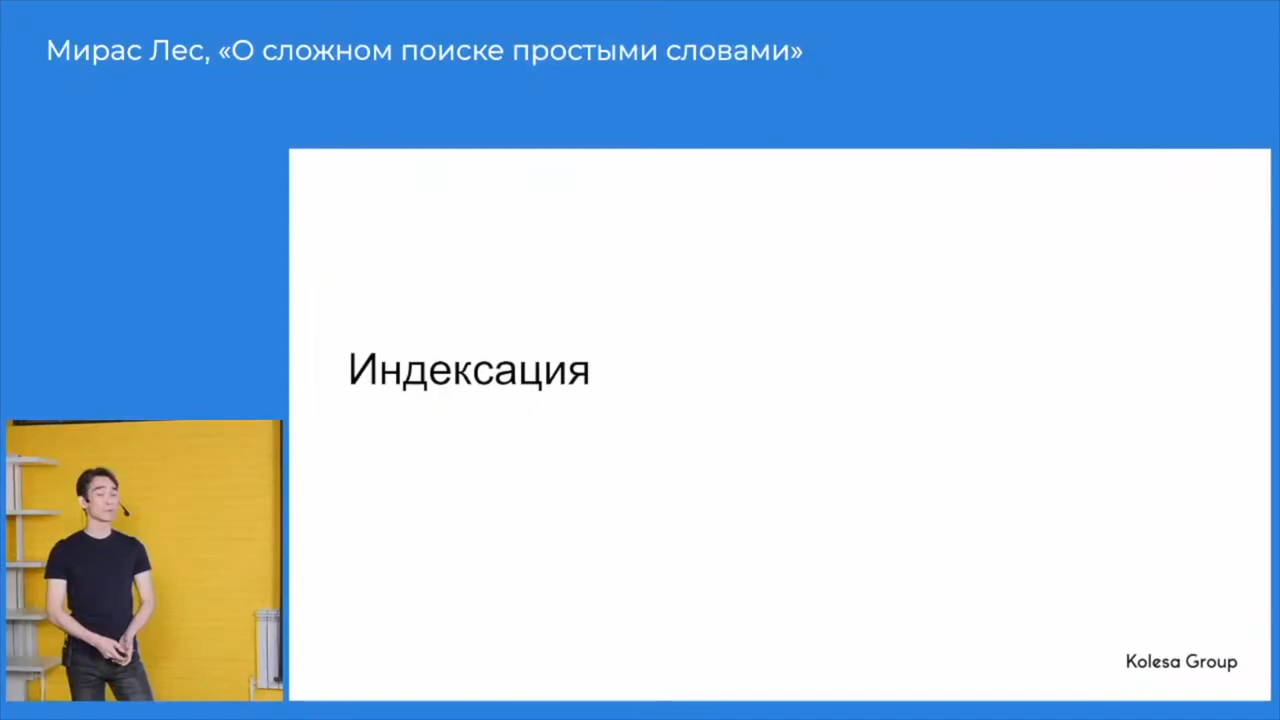 Мирас Лес, «О сложном поиске простыми словами»
Индексация
Kolesa Group